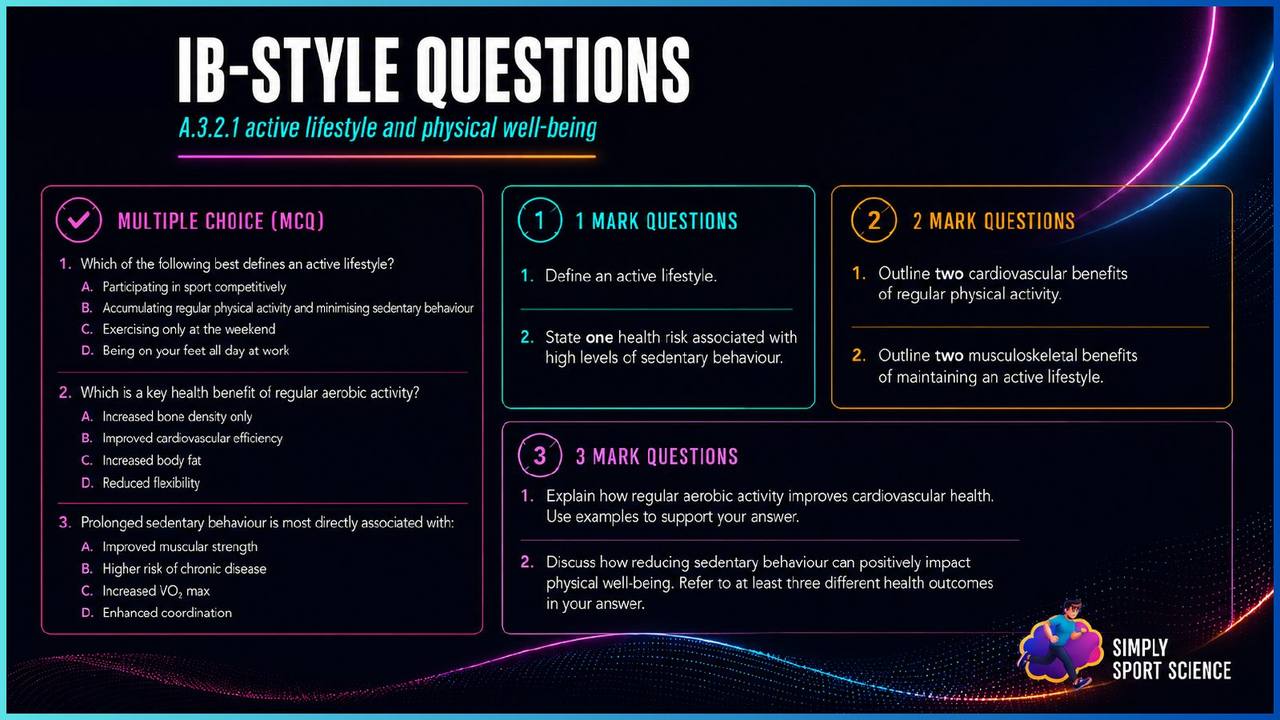 IB-STYLE QUESTIONS
A.3.2.1 active lifestyle and physical well-being
MULTIPLE CHOICE (MCQ)
1. Which of the following best defines an active lifestyle?
A. Participating in sport competitively
B. Accumulating regular physical activity and minimising sedentary behaviour
C. Exercising only at the weekend
D. Being on your feet all day at work
2. Which is a key health benefit of regular aerobic activity?
A. Increased bone density only
B. Improved cardiovascular efficiency
C. Increased body fat
D. Reduced flexibility
3. Prolonged sedentary behaviour is most directly associated with:
A. Improved muscular strength
B. Higher risk of chronic disease
C. Increased VO₂ max
D. Enhanced coordination
1 1 MARK QUESTIONS
1. Define an active lifestyle.
2. State one health risk associated with
high levels of sedentary behaviour.
2 2 MARK QUESTIONS
1. Outline two cardiovascular benefits
of regular physical activity.
2. Outline two musculoskeletal benefits
of maintaining an active lifestyle.
3 3 MARK QUESTIONS
1. Explain how regular aerobic activity improves cardiovascular health.
Use examples to support your answer.
2. Discuss how reducing sedentary behaviour can positively impact
physical well-being. Refer to at least three different health outcomes
in your answer.
SIMPLY
SPORT SCIENCE